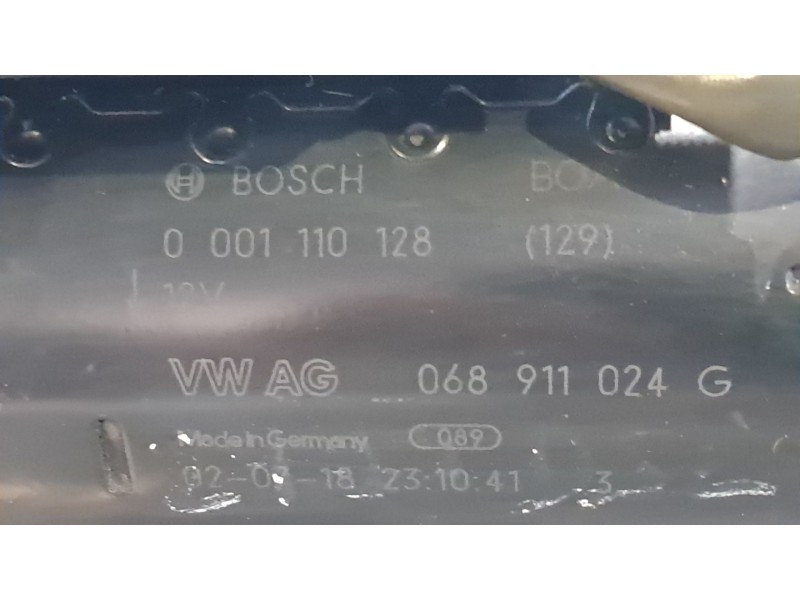 BOSCH
0 001 110 128 (129)
12V
VW AG 068 911 024 G
Made in Germany 089
23:10:41 3